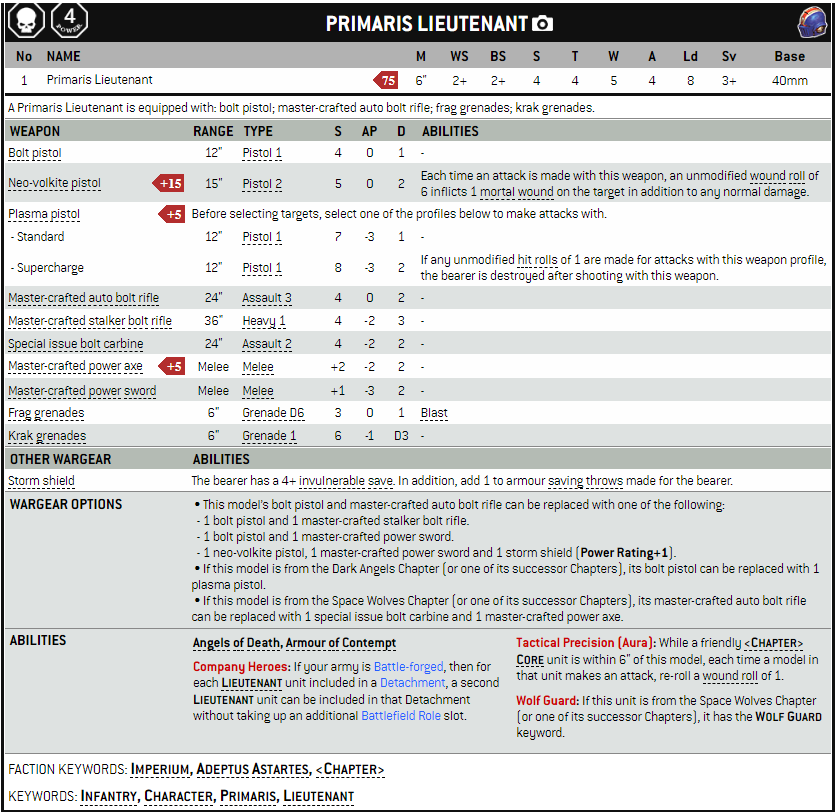 4
POWER
PRIMARIS LIEUTENANT
No NAME M WS BS S T W A Ld Sv Base
1 Primaris Lieutenant 75 6" 2+ 2+ 4 4 5 4 8 3+ 40mm
A Primaris Lieutenant is equipped with: bolt pistol; master-crafted auto bolt rifle; frag grenades; krak grenades.
WEAPON RANGE TYPE S AP D ABILITIES
Bolt pistol 12" Pistol 1 4 0 1 -
Neo-volkite pistol +15 15" Pistol 2 5 0 2 Each time an attack is made with this weapon, an unmodified wound roll of
6 inflicts 1 mortal wound on the target in addition to any normal damage.
Plasma pistol +5 Before selecting targets, select one of the profiles below to make attacks with.
- Standard 12" Pistol 1 7 -3 1 -
- Supercharge 12" Pistol 1 8 -3 2 If any unmodified hit rolls of 1 are made for attacks with this weapon profile,
the bearer is destroyed after shooting with this weapon.
Master-crafted auto bolt rifle 24" Assault 3 4 0 2 -
Master-crafted stalker bolt rifle 36" Heavy 1 4 -2 3 -
Special issue bolt carbine 24" Assault 2 4 -2 2 -
Master-crafted power axe +5 Melee Melee +2 -2 2 -
Master-crafted power sword Melee Melee +1 -3 2 -
Frag grenades 6" Grenade D6 3 0 1 Blast
Krak grenades 6" Grenade 1 6 -1 D3 -
OTHER WARGEAR ABILITIES
Storm shield The bearer has a 4+ invulnerable save. In addition, add 1 to armour saving throws made for the bearer.
WARGEAR OPTIONS
• This model's bolt pistol and master-crafted auto bolt rifle can be replaced with one of the following:
- 1 bolt pistol and 1 master-crafted stalker bolt rifle.
- 1 bolt pistol and 1 master-crafted power sword.
- 1 neo-volkite pistol, 1 master-crafted power sword and 1 storm shield (Power Rating+1).
• If this model is from the Dark Angels Chapter (or one of its successor Chapters), its bolt pistol can be replaced with 1
plasma pistol.
• If this model is from the Space Wolves Chapter (or one of its successor Chapters), its master-crafted auto bolt rifle
can be replaced with 1 special issue bolt carbine and 1 master-crafted power axe.
ABILITIES
Angels of Death, Armour of Contempt
Company Heroes: If your army is Battle-forged, then for
each LIEUTENANT unit included in a Detachment, a second
LIEUTENANT unit can be included in that Detachment
without taking up an additional Battlefield Role slot.
Tactical Precision (Aura): While a friendly <CHAPTER>
CORE unit is within 6" of this model, each time a model in
that unit makes an attack, re-roll a wound roll of 1.
Wolf Guard: If this unit is from the Space Wolves Chapter
(or one of its successor Chapters), it has the WOLF GUARD
keyword.
FACTION KEYWORDS: IMPERIUM, ADEPTUS ASTARTES, <CHAPTER>
KEYWORDS: INFANTRY, CHARACTER, PRIMARIS, LIEUTENANT